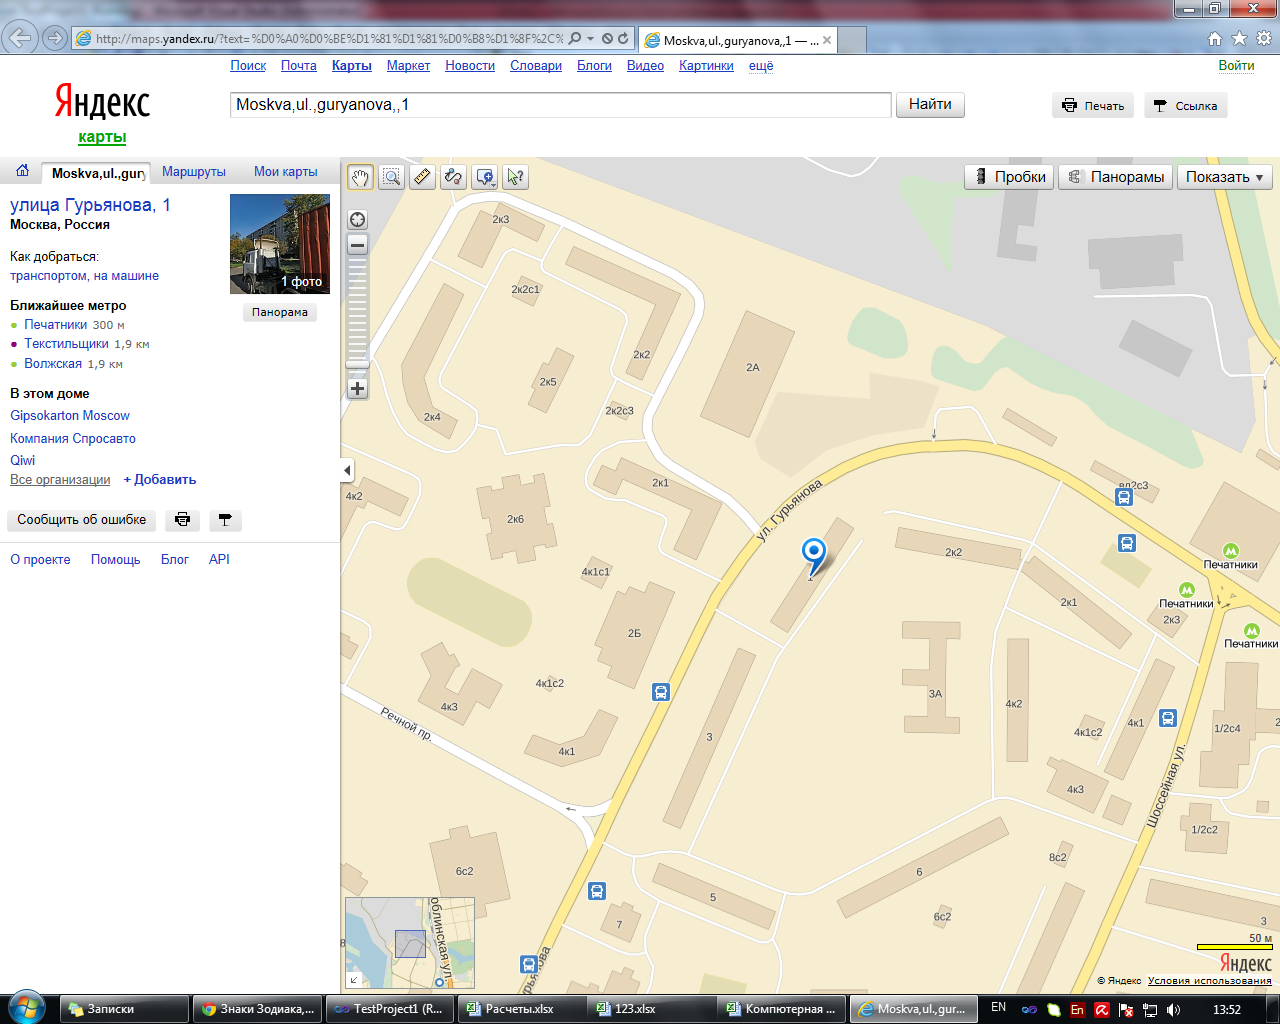 http://maps.yandex.ru/?text=%D0%A0%D0%BE%D1%81%D1%81%D0%B8%D1%8F%2C%
Moskva,ul.,guryanova,,1 — ...
Поиск Почта Карты Маркет Новости Словари Блоги Видео Картинки ещё
Войти
Яндекс
карты
Moskva,ul.,guryanova,,1
Найти
Печать
Ссылка
Moskva,ul.,gury
Маршруты
Мои карты
Пробки
Панорамы
Показать
улица Гурьянова, 1
Москва, Россия
1 фото
Панорама
Как добраться:
транспортом, на машине
Ближайшее метро
Печатники 300 м
Текстильщики 1,9 км
Волжская 1,9 км
В этом доме
Gipsokarton Moscow
Компания Спросавто
Qiwi
Все организации + Добавить
Сообщить об ошибке
О проекте Помощь Блог API
2к3
2к2с1
2к2
2А
2к5
2к2с3
2к4
2к1
4к2
2к6
ул. Гурьянова
вл2с3
2к2
Печатники
4к1с1
1
2к1
Печатники
2к3
2Б
Печатники
4к1с2
3А
4к2
4к3
Речной пр.
4к1
3
4к1
4к1с2
1/2с4
2
4к3
Шоссейная ул.
1/2с2
8с2
6с2
6
5
7
6с2
3
8
облинская ул.
50 м
Яндекс
© Яндекс Условия использования
Записки
Знаки Зодиака,...
TestProject1 (R...
Расчеты.xlsx
123.xlsx
Компьютерная ...
Moskva,ul.,gur...
EN
En
13:52